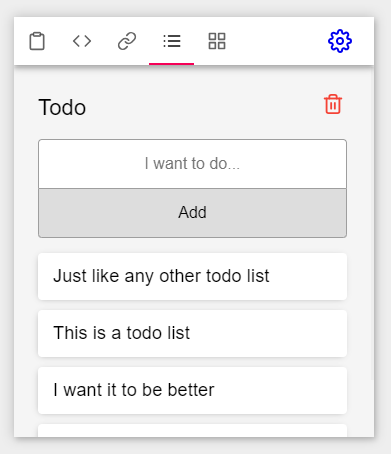 Todo
I want to do...
Add
Just like any other todo list
This is a todo list
I want it to be better